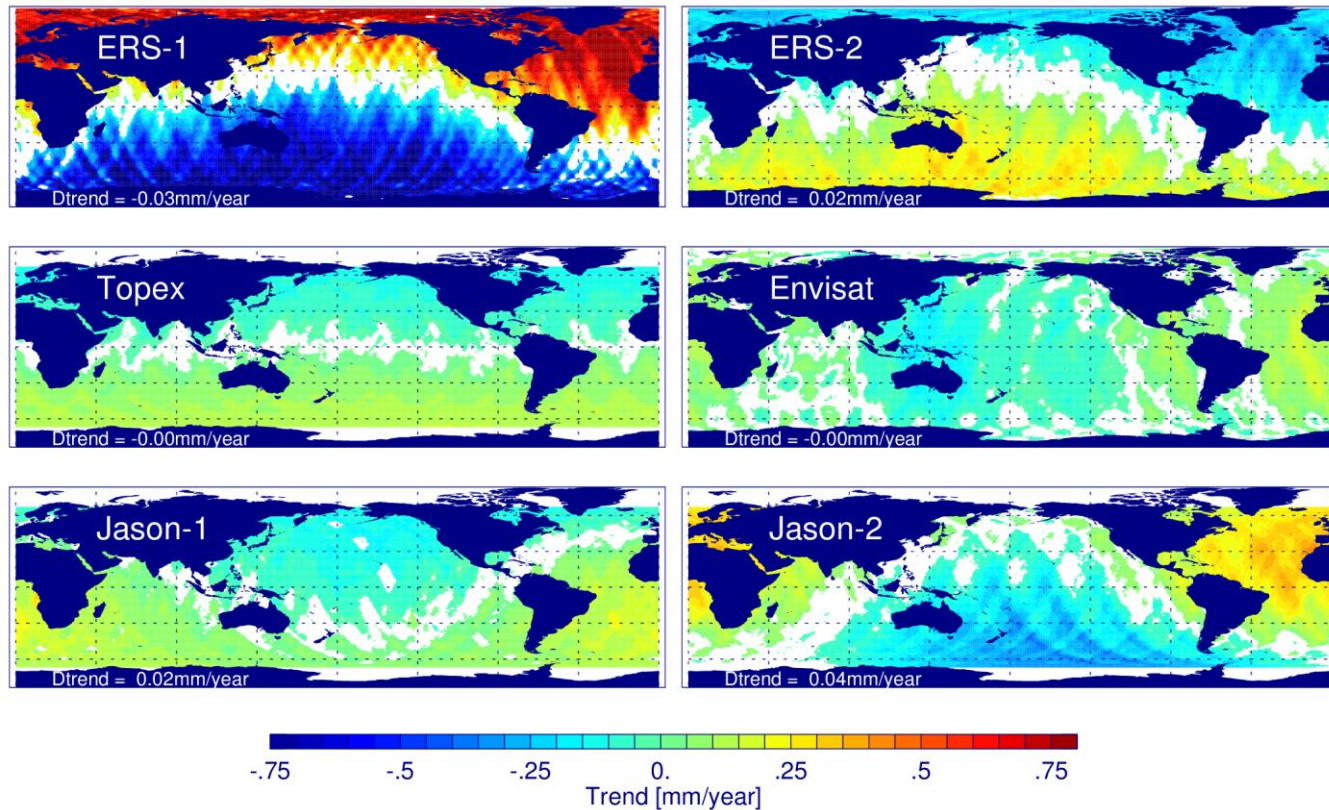 ERS-1
Dtrend = -0.03mm/year
ERS-2
Dtrend =  0.02mm/year
Topex
Dtrend = -0.00mm/year
Envisat
Dtrend = -0.00mm/year
Jason-1
Dtrend =  0.02mm/year
Jason-2
Dtrend =  0.04mm/year
-.75 -.5 -.25 0. .25 .5 .75
Trend [mm/year]